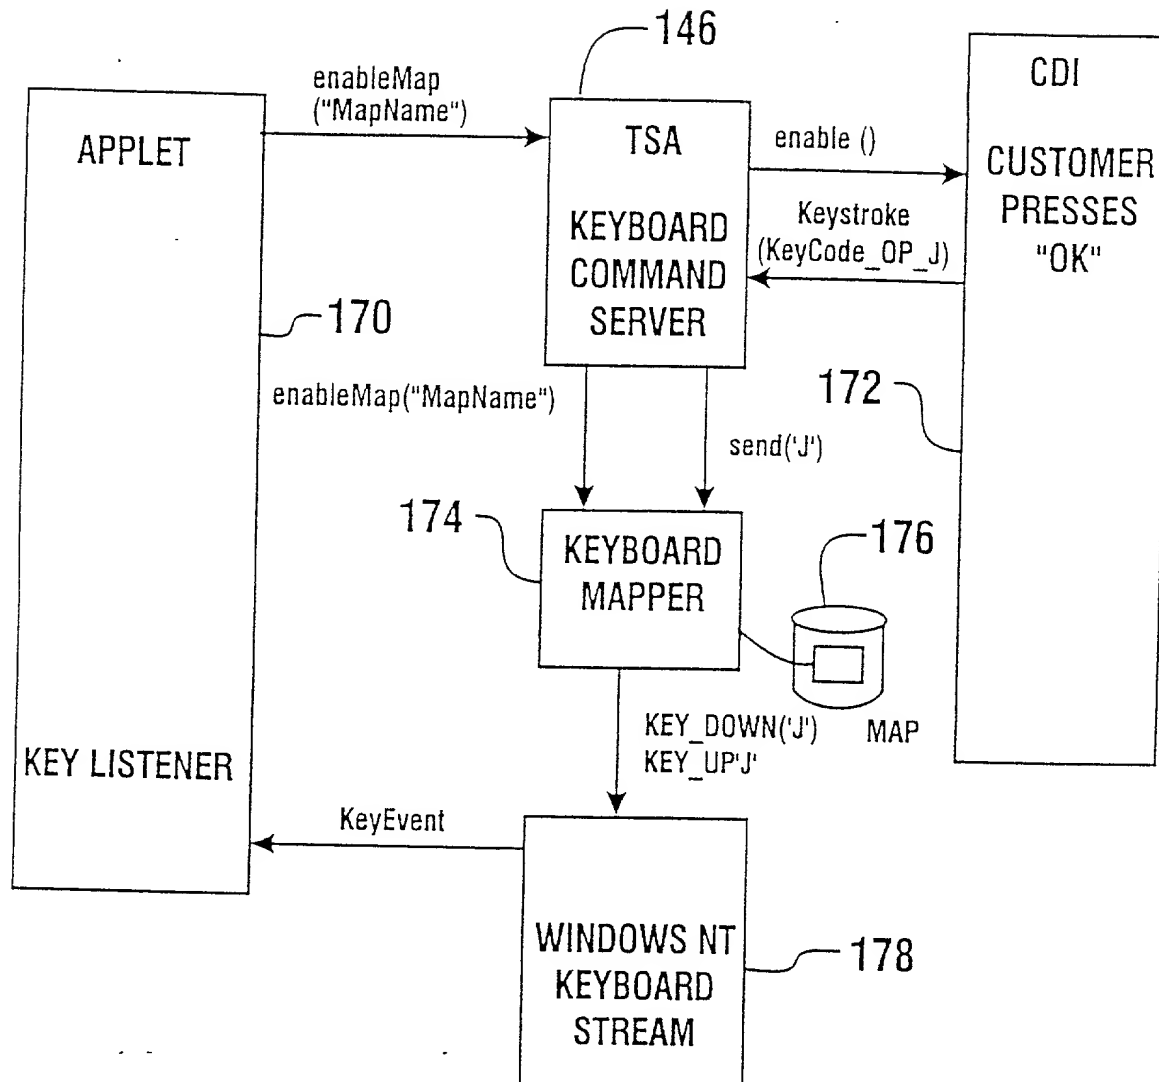 146
enableMap
("MapName")
APPLET
TSA
KEYBOARD
COMMAND
SERVER
enable ()
Keystroke
(KeyCode_OP_J)
CDI
CUSTOMER
PRESSES
"OK"
170
enableMap("MapName")
172
send('J')
174
KEYBOARD
MAPPER
176
MAP
KEY_DOWN('J')
KEY_UP'J'
KEY LISTENER
KeyEvent
WINDOWS NT
KEYBOARD
STREAM
178